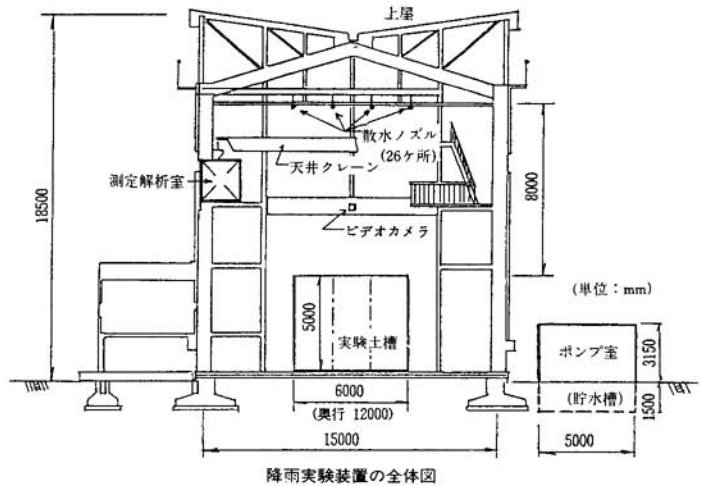 上屋
散水ノズル
(26ケ所)
天井クレーン
測定解析室
ビデオカメラ
18500
8000
(単位：mm)
5000
実験土槽
ポンプ室
3150
(貯水槽)
1500
6000
(奥行 12000)
15000
5000
降雨実験装置の全体図